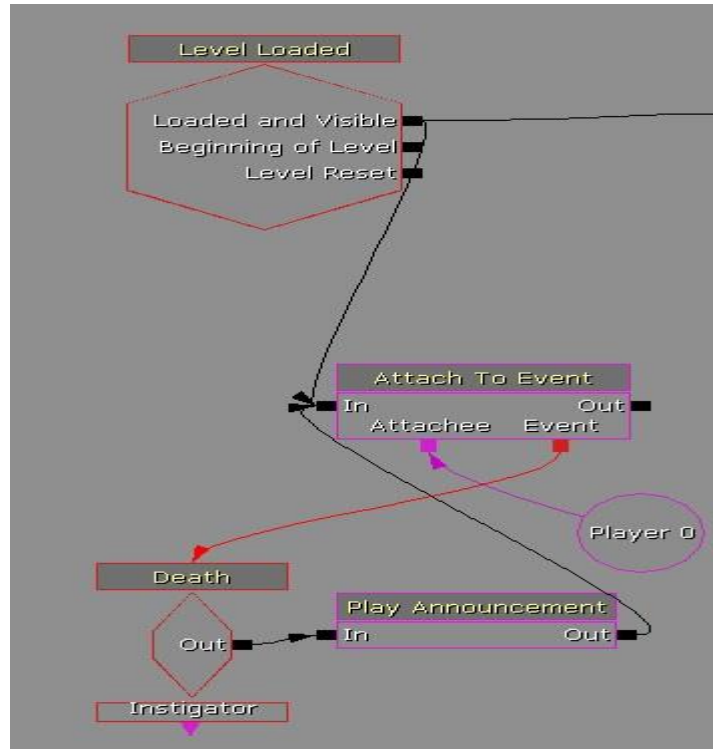 Level Loaded
Loaded and Visible
Beginning of Level
Level Reset
Attach To Event
In Out
Attachee Event
Player 0
Death
Out
Instigator
Play Announcement
In Out